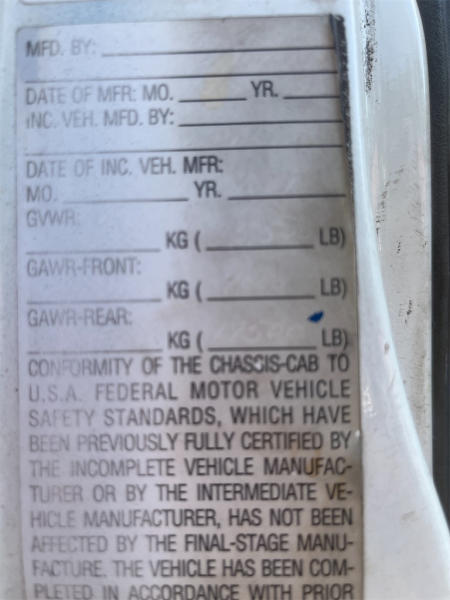 MFD. BY:
DATE OF MFR: MO. YR.
INC. VEH. MFD. BY:
DATE OF INC. VEH. MFR:
MO. YR.
GVWR:
KG ( LB)
GAWR-FRONT:
KG ( LB)
GAWR-REAR:
KG ( LB)
CONFORMITY OF THE CHASSIS-CAB TO
U.S.A. FEDERAL MOTOR VEHICLE
SAFETY STANDARDS, WHICH HAVE
BEEN PREVIOUSLY FULLY CERTIFIED BY
THE INCOMPLETE VEHICLE MANUFAC-
TURER OR BY THE INTERMEDIATE VE-
HICLE MANUFACTURER, HAS NOT BEEN
AFFECTED BY THE FINAL-STAGE MANU-
FACTURE. THE VEHICLE HAS BEEN COM-
PLETED IN ACCORDANCE WITH PRIOR